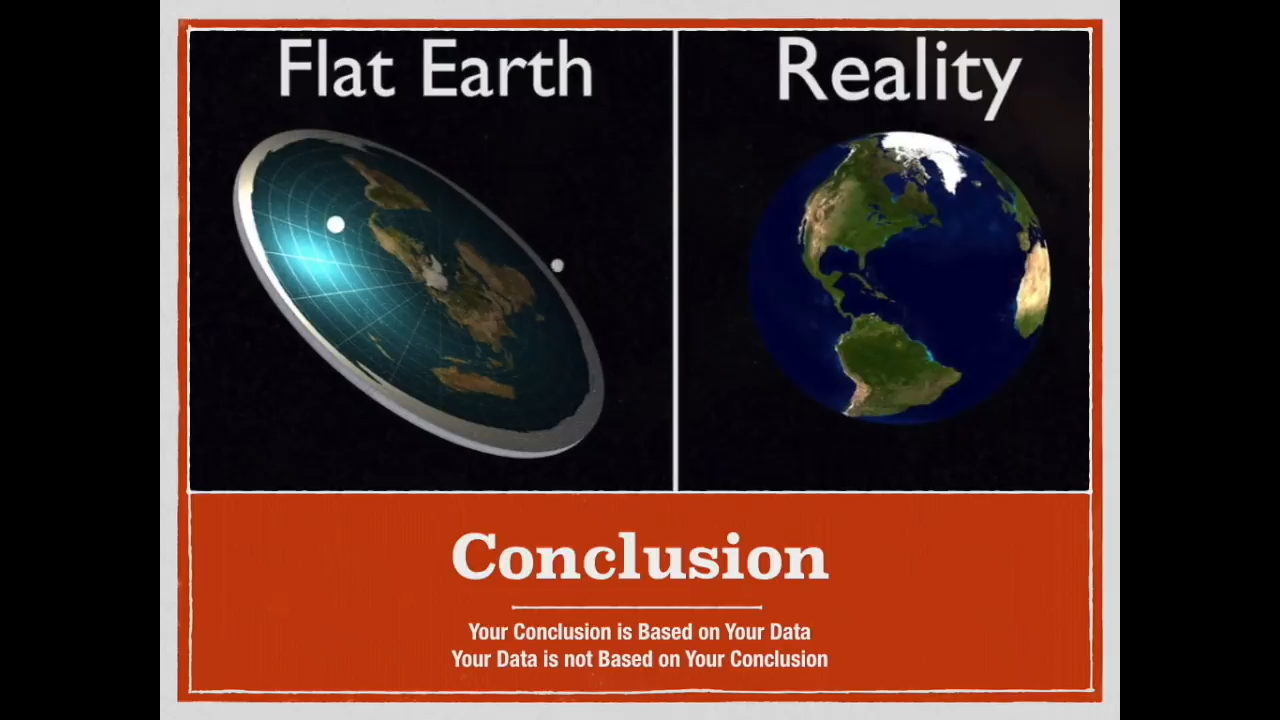 Flat Earth
Reality
Conclusion
Your Conclusion is Based on Your Data
Your Data is not Based on Your Conclusion